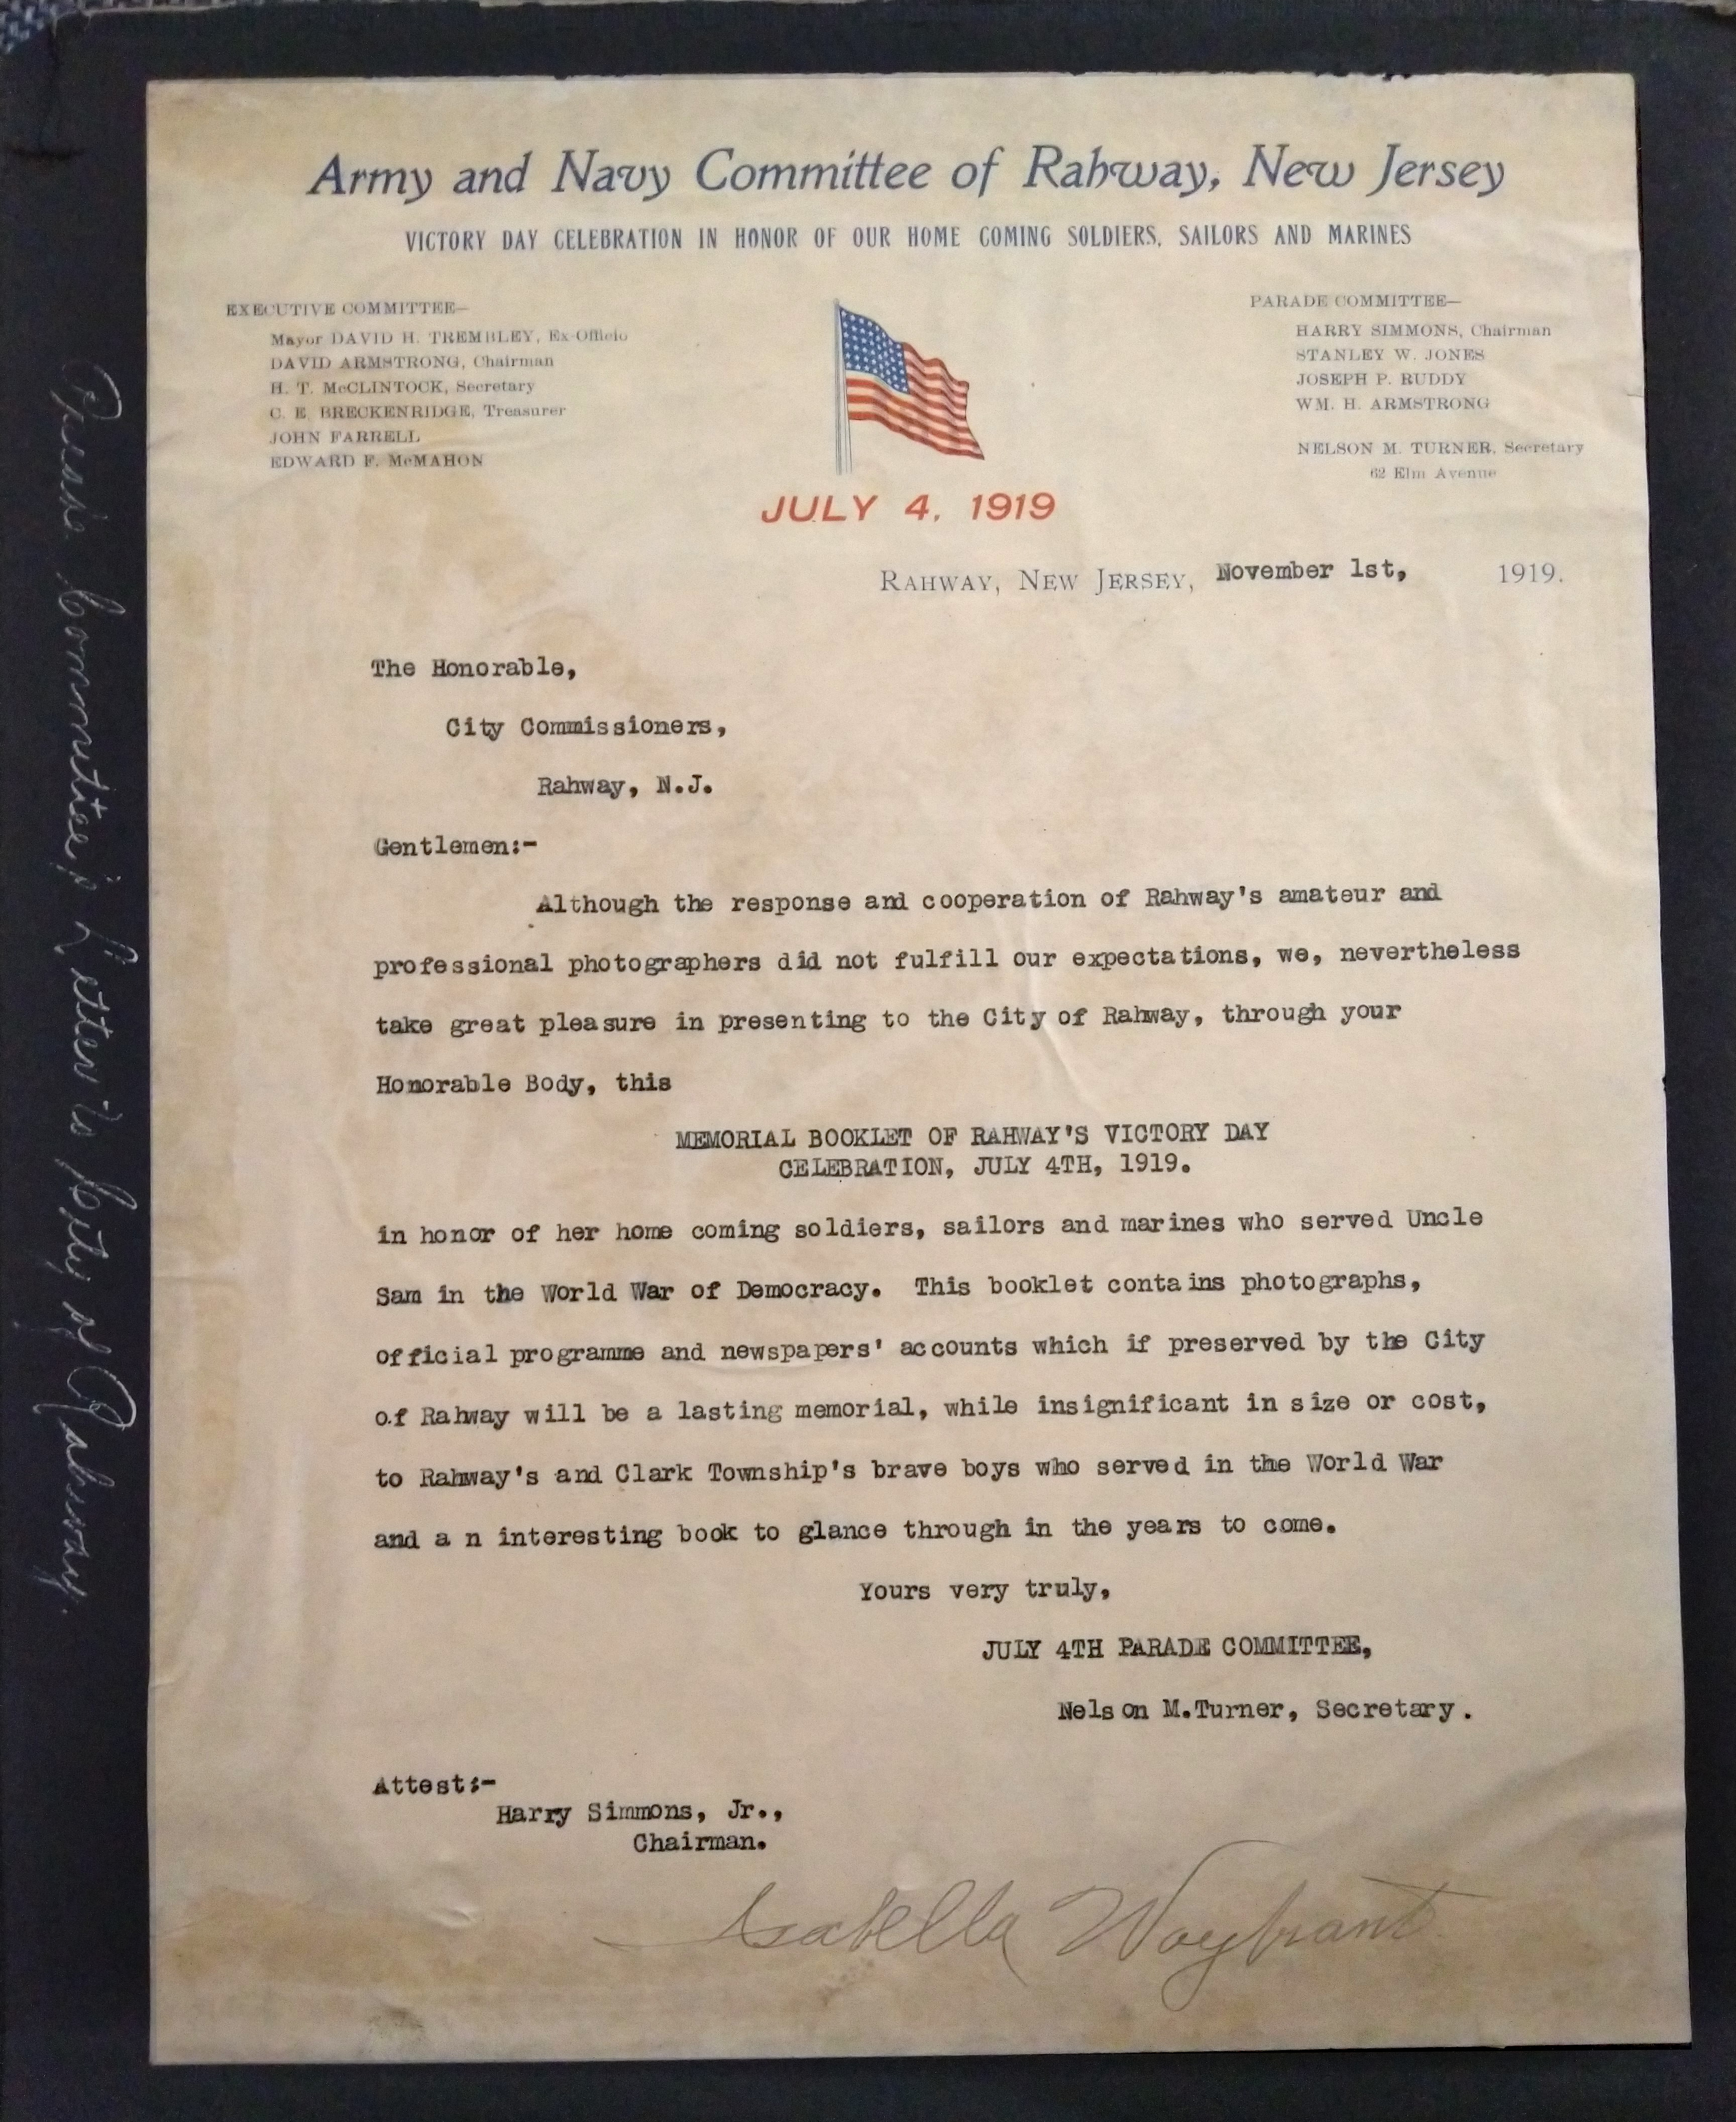 Army and Navy Committee of Rahway, New Jersey
VICTORY DAY CELEBRATION IN HONOR OF OUR HOME COMING SOLDIERS, SAILORS AND MARINES
EXECUTIVE COMMITTEE—
Mayor DAVID H. TREMBLEY, Ex-Officio
DAVID ARMSTRONG, Chairman
H. T. McCLINTOCK, Secretary
C. E. BRECKENRIDGE, Treasurer
JOHN FARRELL
EDWARD F. McMAHON
PARADE COMMITTEE—
HARRY SIMMONS, Chairman
STANLEY W. JONES
JOSEPH P. RUDDY
WM. H. ARMSTRONG
NELSON M. TURNER, Secretary
62 Elm Avenue
JULY 4, 1919
RAHWAY, NEW JERSEY, November 1st, 1919.
The Honorable,
City Commissioners,
Rahway, N.J.
Gentlemen:-
Although the response and cooperation of Rahway's amateur and
professional photographers did not fulfill our expectations, we, nevertheless
take great pleasure in presenting to the City of Rahway, through your
Honorable Body, this
MEMORIAL BOOKLET OF RAHWAY'S VICTORY DAY
CELEBRATION, JULY 4TH, 1919.
in honor of her home coming soldiers, sailors and marines who served Uncle
Sam in the World War of Democracy. This booklet contains photographs,
official programme and newspapers' accounts which if preserved by the City
o.f Rahway will be a lasting memorial, while insignificant in size or cost,
to Rahway's and Clark Township's brave boys who served in the World War
and a n interesting book to glance through in the years to come.
Yours very truly,
JULY 4TH PARADE COMMITTEE,
Nelson M.Turner, Secretary.
Attest:-
Harry Simmons, Jr.,
Chairman.
Isabella Waybrant
Parade Committee's Letter to City of Rahway.